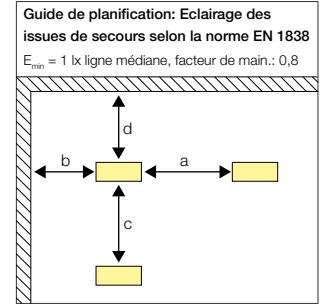 Guide de planification: Eclairage des
issues de secours selon la norme EN 1838
Emin = 1 lx ligne médiane, facteur de main.: 0,8
d
b
a
c